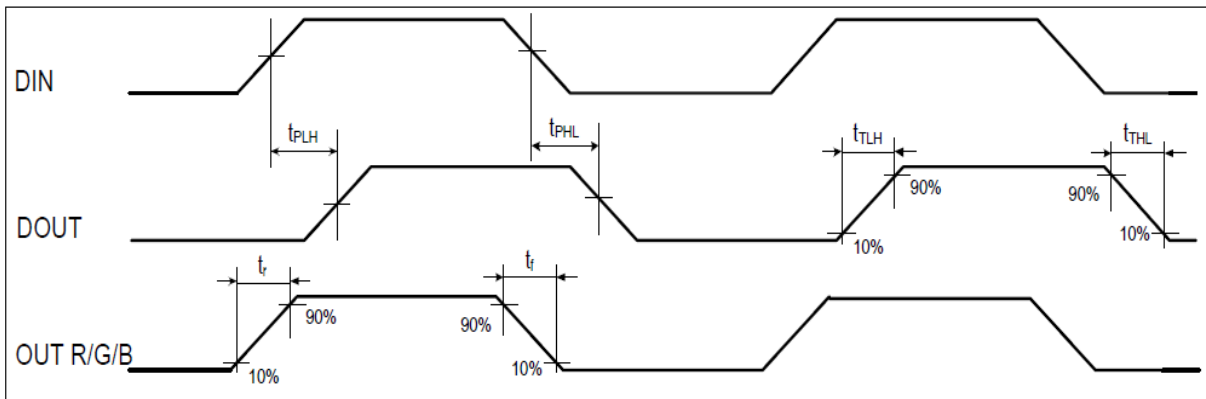 DIN
tPLH
tPHL
tTLH
tTHL
DOUT
90%
90%
10%
10%
tr
tf
OUT R/G/B
90%
90%
10%
10%